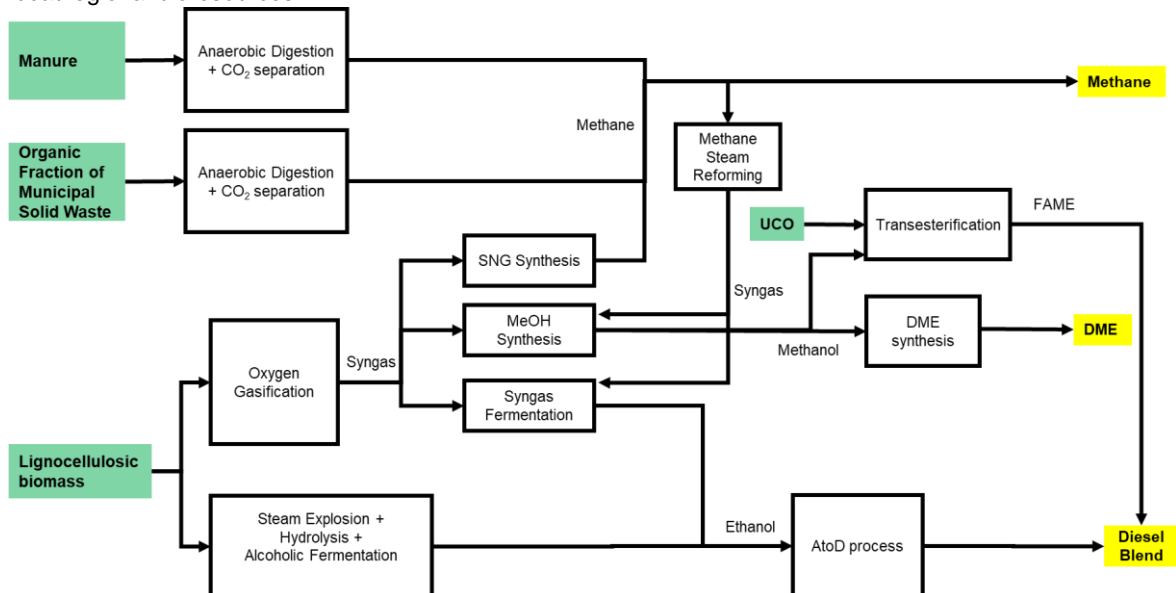 Manure
Anaerobic Digestion
+ CO₂ separation
Methane
Methane
Methane
Steam
Reforming
Organic
Fraction of
Municipal
Solid Waste
Anaerobic Digestion
+ CO₂ separation
UCO
Transesterification
FAME
SNG Synthesis
Syngas
MeOH
Synthesis
Methanol
DME
synthesis
DME
Oxygen
Gasification
Syngas
Syngas
Fermentation
Lignocellulosic
biomass
Steam Explosion +
Hydrolysis +
Alcoholic Fermentation
Ethanol
AtoD process
Diesel
Blend